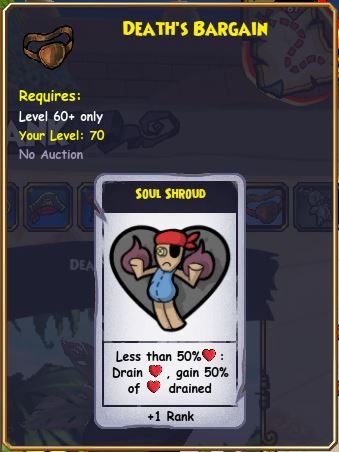 Death's Bargain
Requires:
Level 60+ only
Your Level: 70
No Auction
Soul Shroud
Less than 50% :
Drain , gain 50%
of drained
+1 Rank